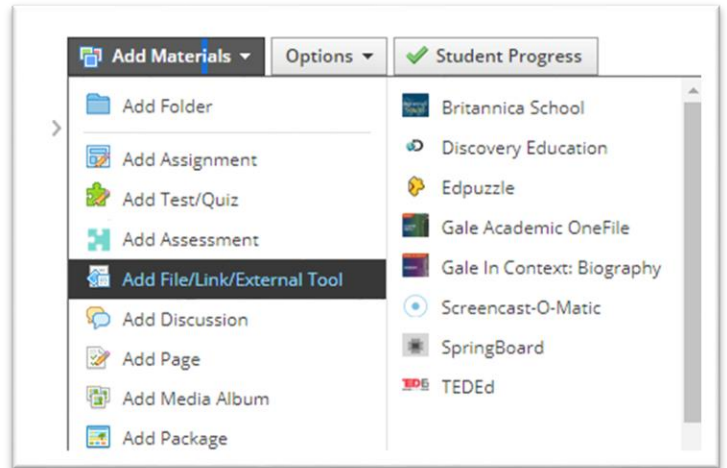 Add Materials
Options
Student Progress
Add Folder
Add Assignment
Add Test/Quiz
Add Assessment
Add File/Link/External Tool
Add Discussion
Add Page
Add Media Album
Add Package
Britannica School
Discovery Education
Edpuzzle
Gale Academic OneFile
Gale In Context: Biography
Screencast-O-Matic
SpringBoard
TEDEd